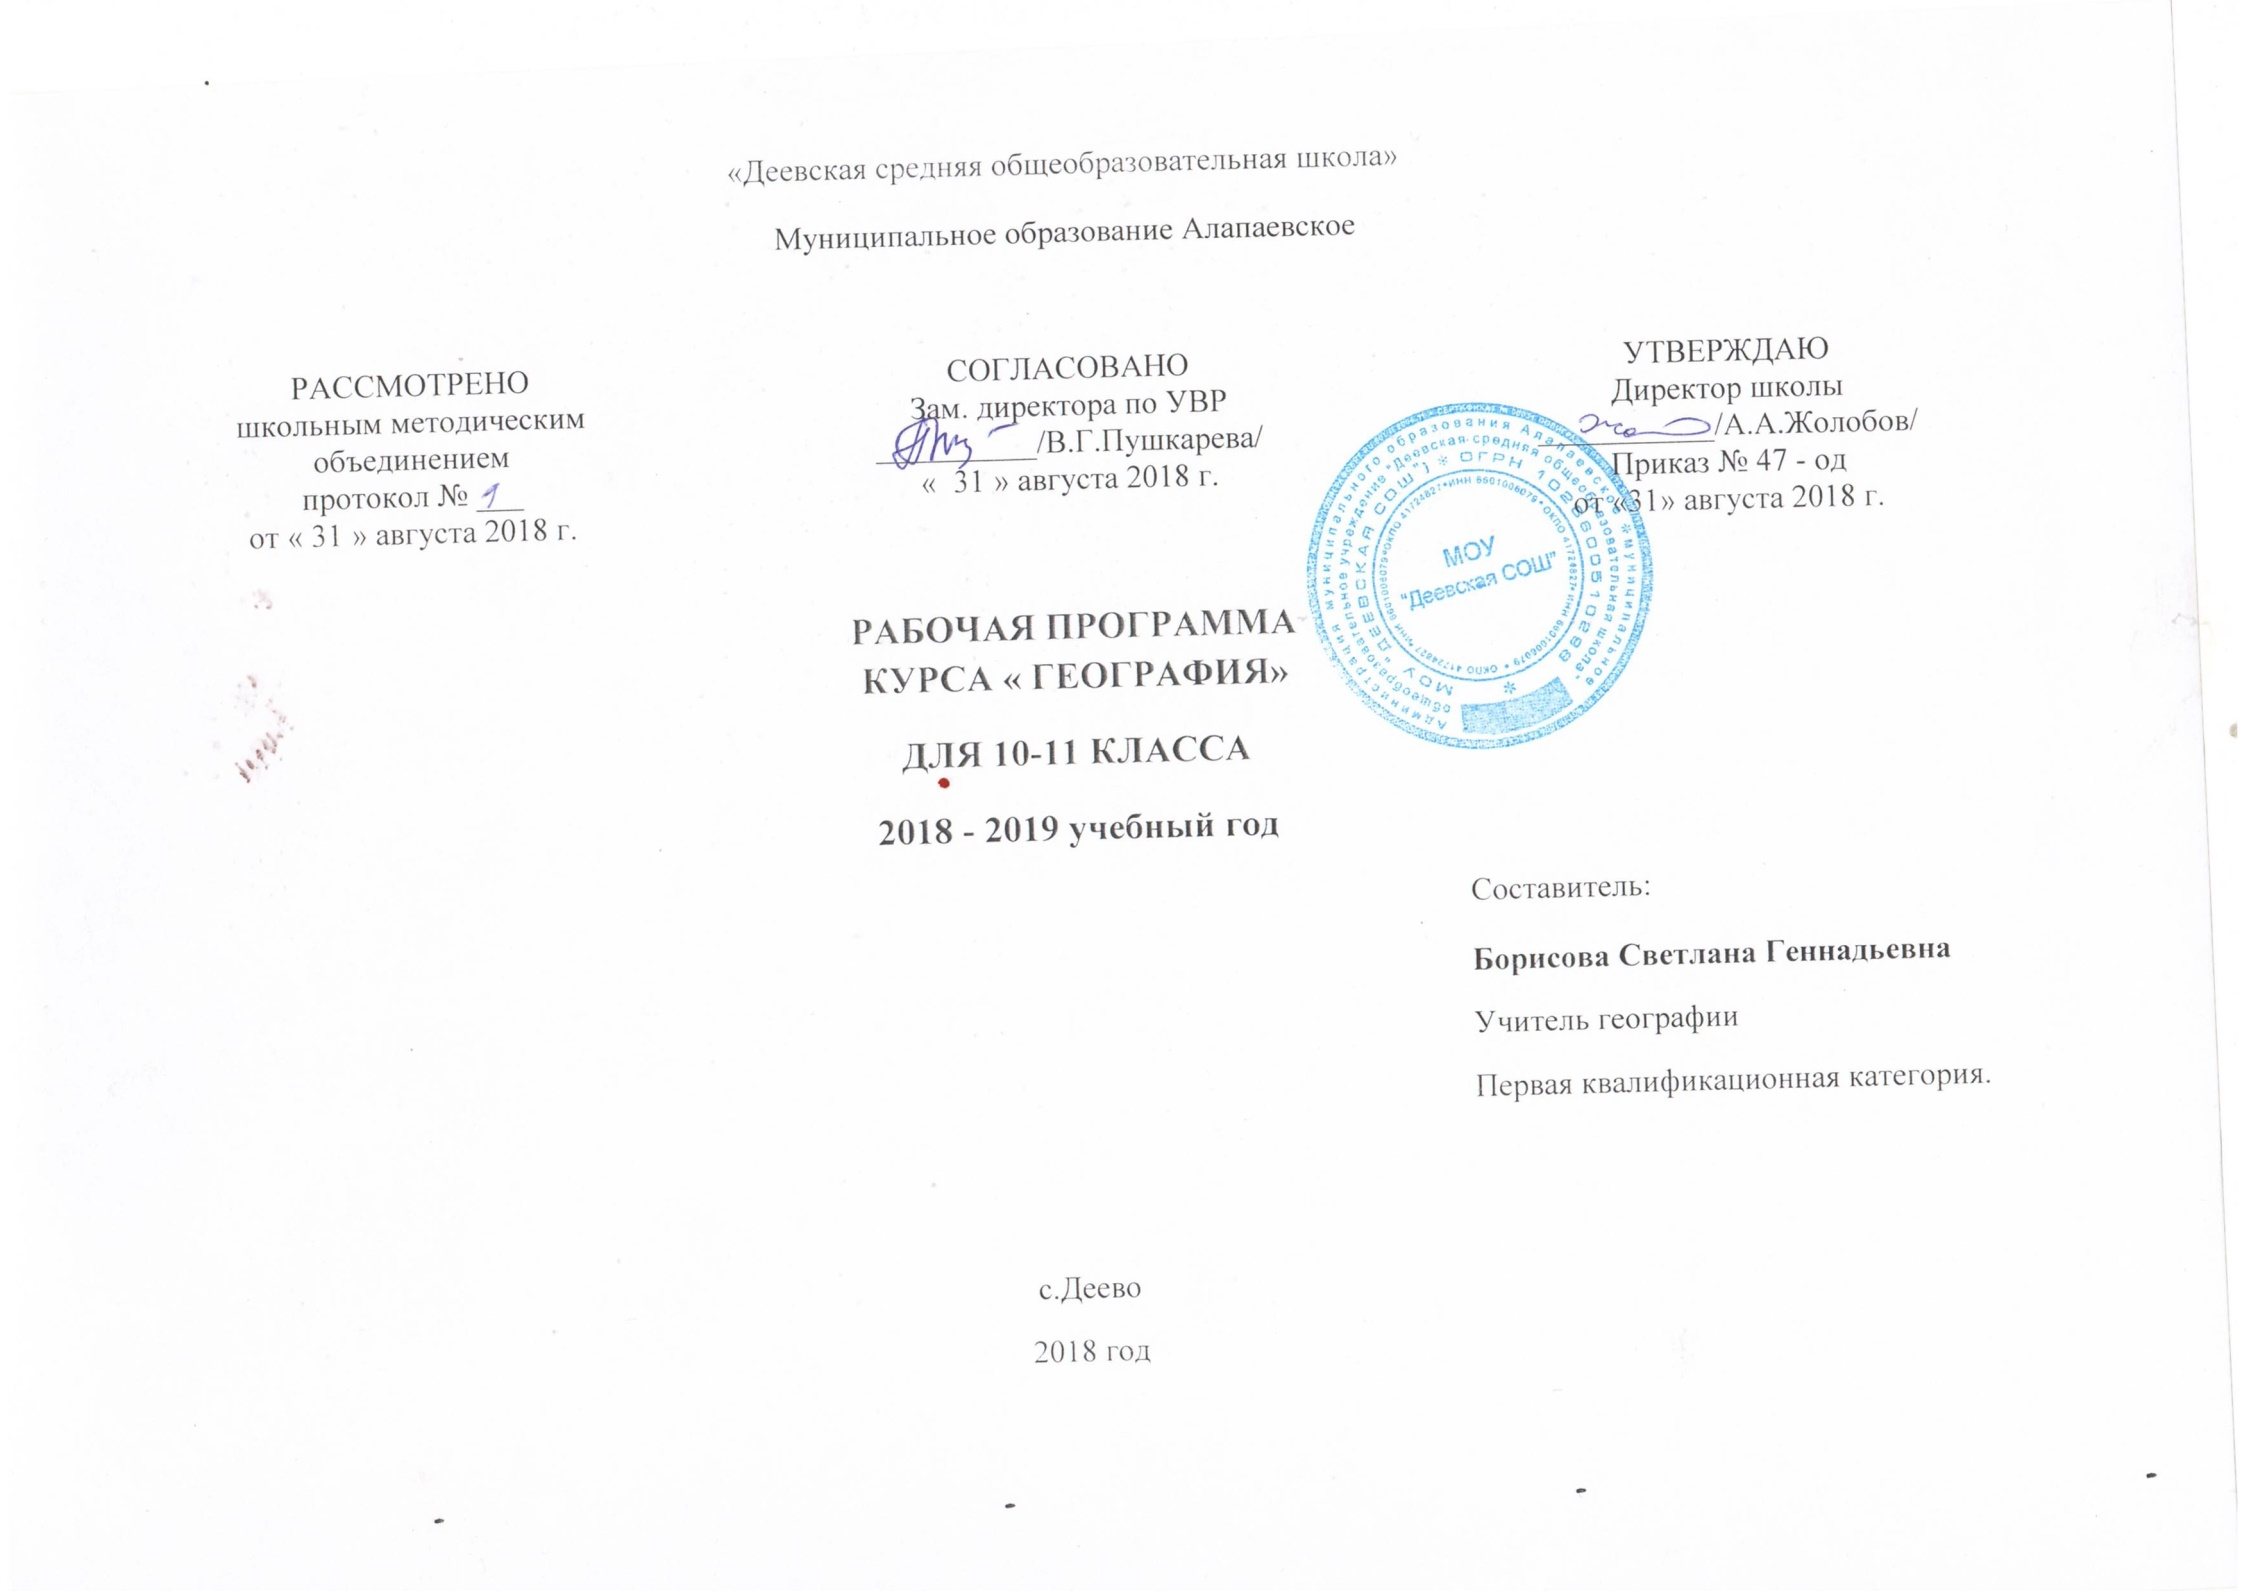 «Деевская средняя общеобразовательная школа»
Муниципальное образование Алапаевское
РАССМОТРЕНО
школьным методическим
объединением
протокол № 1
от « 31 » августа 2018 г.
СОГЛАСОВАНО
Зам. директора по УВР
/В.Г.Пушкарева/
« 31 » августа 2018 г.
УТВЕРЖДАЮ
Директор школы
/А.А.Жолобов/
Приказ № 47 - од
от «31» августа 2018 г.
МОУ
"Деевская СОШ"
РАБОЧАЯ ПРОГРАММА
КУРСА « ГЕОГРАФИЯ»
ДЛЯ 10-11 КЛАССА
2018 - 2019 учебный год
Составитель:
Борисова Светлана Геннадьевна
Учитель географии
Первая квалификационная категория.
с.Деево
2018 год